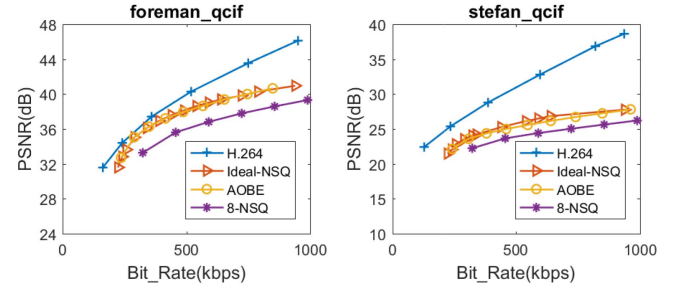 foreman_qcif
PSNR(dB)
48
44
40
36
32
28
24
0
500
1000
Bit_Rate(kbps)
H.264
Ideal-NSQ
AOBE
8-NSQ
stefan_qcif
PSNR(dB)
40
35
30
25
20
15
10
0
500
1000
Bit_Rate(kbps)
H.264
Ideal-NSQ
AOBE
8-NSQ